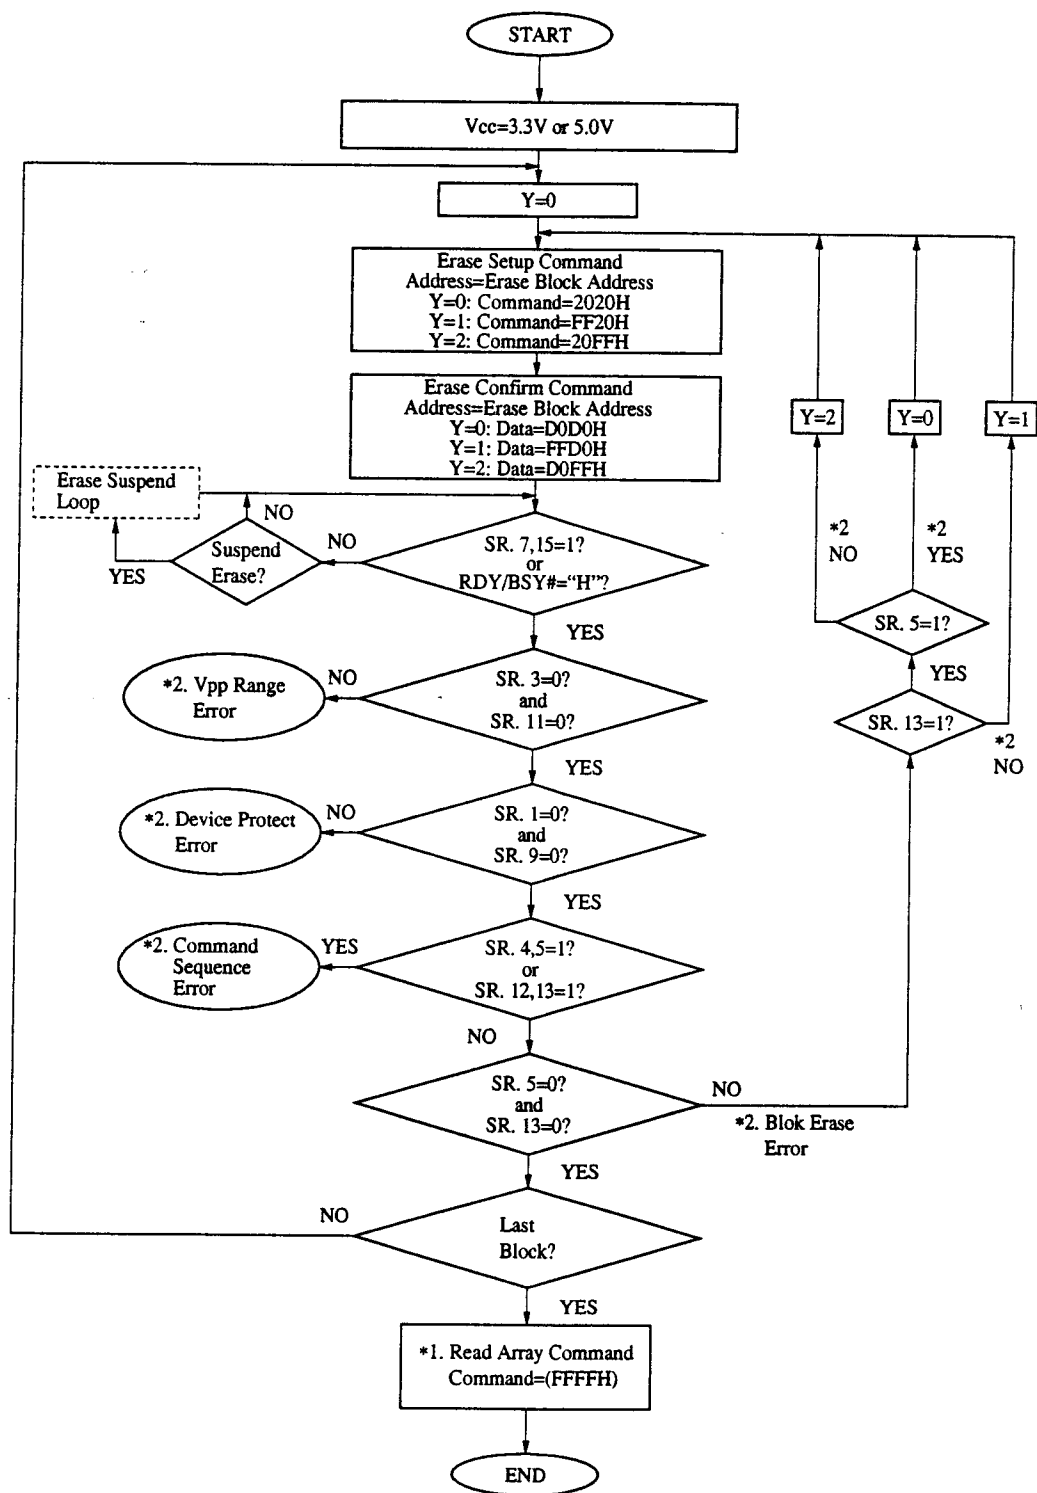 START
Vcc=3.3V or 5.0V
Y=0
Erase Setup Command
Address=Erase Block Address
Y=0: Command=2020H
Y=1: Command=FF20H
Y=2: Command=20FFH
Erase Confirm Command
Address=Erase Block Address
Y=0: Data=D0D0H
Y=1: Data=FFD0H
Y=2: Data=D0FFH
Y=2
Y=0
Y=1
Erase Suspend
Loop
NO
YES
Suspend
Erase?
NO
SR. 7,15=1?
or
RDY/BSY#="H"?
YES
*2
NO
*2
YES
SR. 5=1?
YES
SR. 13=1?
*2
NO
*2. Vpp Range
Error
NO
SR. 3=0?
and
SR. 11=0?
YES
*2. Device Protect
Error
NO
SR. 1=0?
and
SR. 9=0?
YES
*2. Command
Sequence
Error
YES
SR. 4,5=1?
or
SR. 12,13=1?
NO
SR. 5=0?
and
SR. 13=0?
NO
*2. Blok Erase
Error
YES
NO
Last
Block?
YES
*1. Read Array Command
Command=(FFFFH)
END